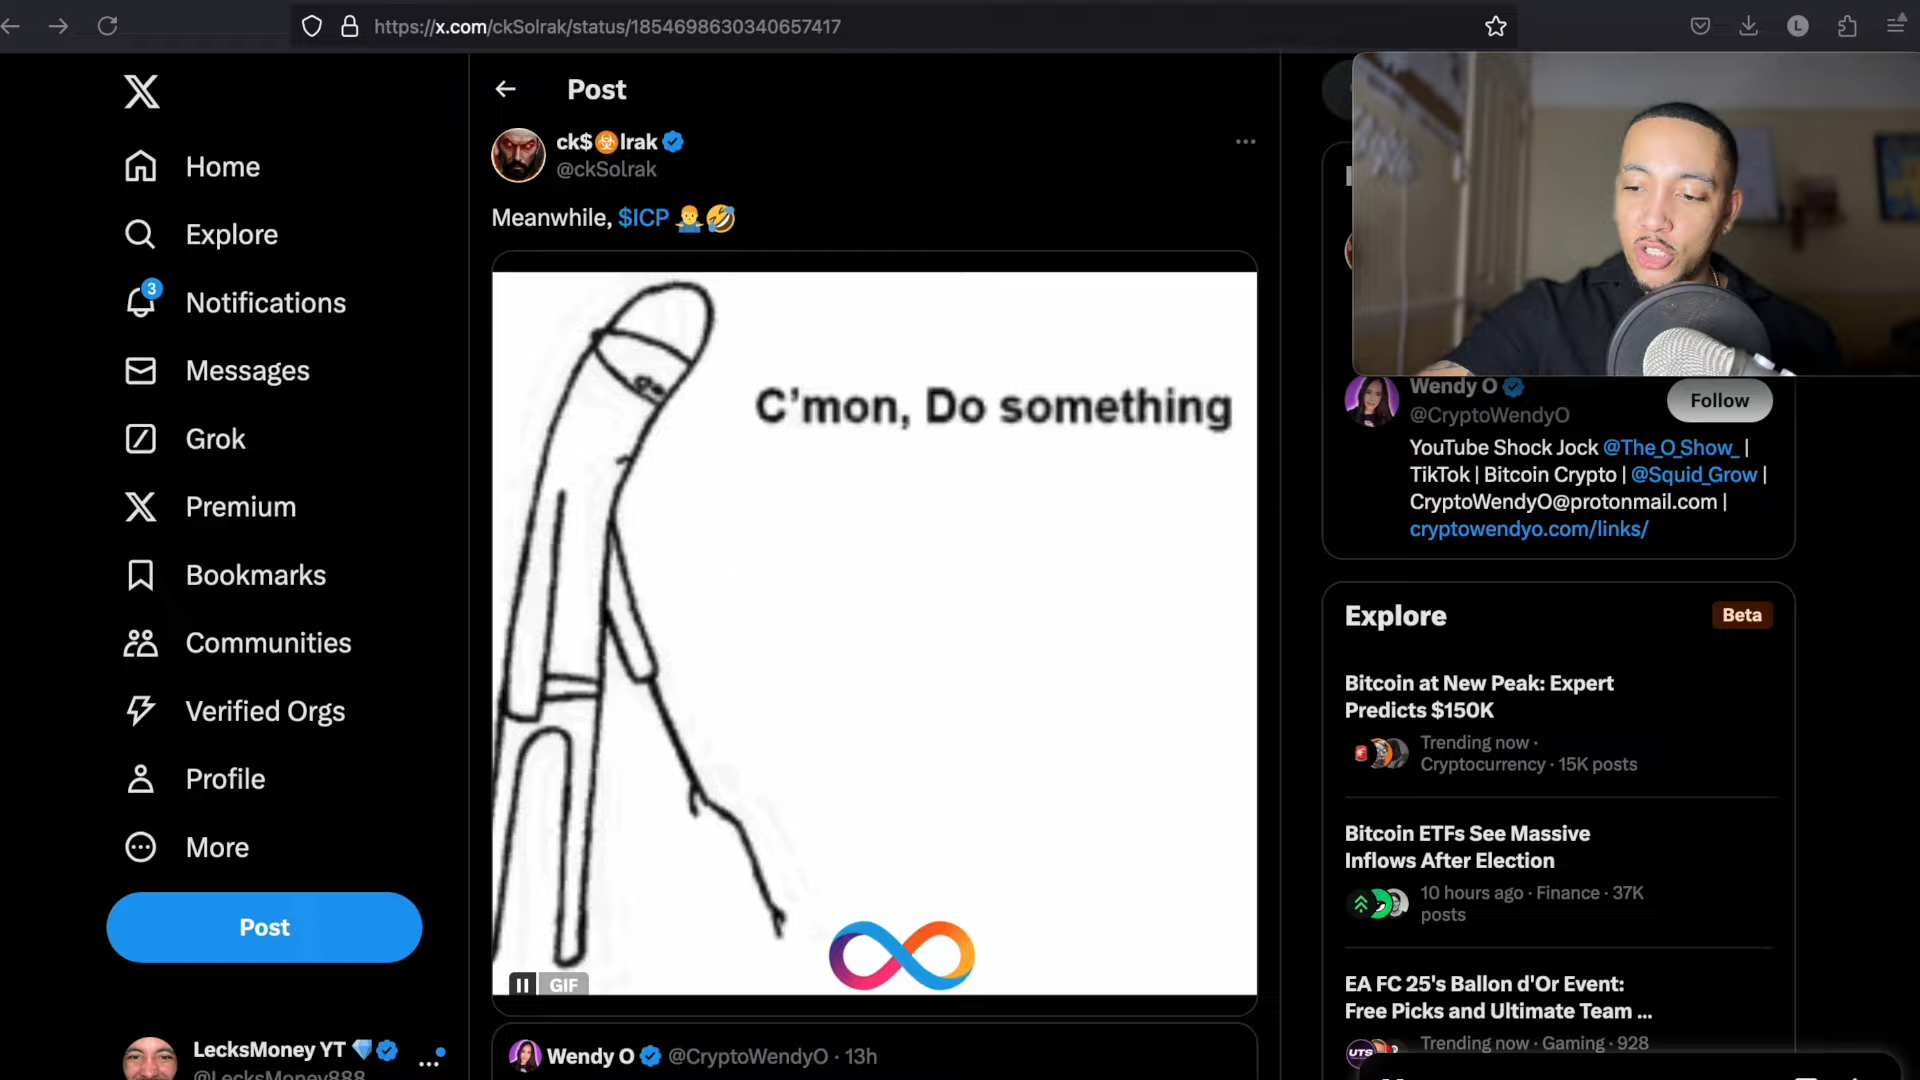 https://x.com/ckSolrak/status/1854698630340657417
L
Post
ck$☣lrak
@ckSolrak
Meanwhile, $ICP 🤷‍♂️🤣
C'mon, Do something
GIF
Wendy O @CryptoWendyO · 13h
Home
Explore
3
Notifications
Messages
Grok
Premium
Bookmarks
Communities
Verified Orgs
Profile
More
Post
LecksMoney YT 💎
@LecksMoney888
Wendy O
@CryptoWendyO
Follow
YouTube Shock Jock @The_O_Show_ |
TikTok | Bitcoin Crypto | @Squid_Grow |
CryptoWendyO@protonmail.com |
cryptowendyo.com/links/
Explore
Beta
Bitcoin at New Peak: Expert
Predicts $150K
Trending now ·
Cryptocurrency · 15K posts
Bitcoin ETFs See Massive
Inflows After Election
10 hours ago · Finance · 37K
posts
EA FC 25's Ballon d'Or Event:
Free Picks and Ultimate Team ...
UTS
Trending now · Gaming · 928